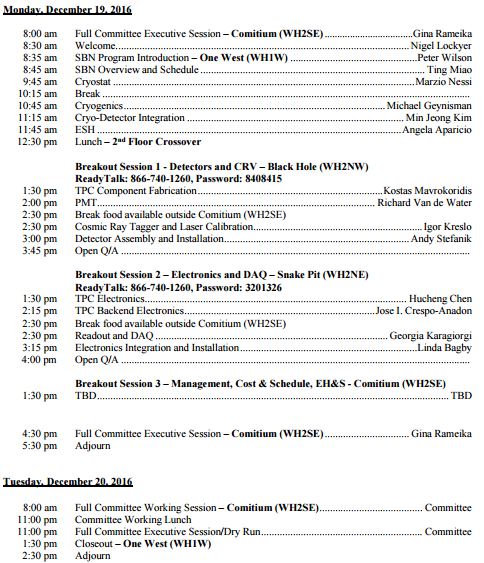 Monday, December 19, 2016
8:00 am Full Committee Executive Session – Comitium (WH2SE)..............................Gina Rameika
8:30 am Welcome..............................Nigel Lockyer
8:35 am SBN Program Introduction – One West (WH1W)..............................Peter Wilson
8:45 am SBN Overview and Schedule..............................Ting Miao
9:45 am Cryostat..............................Marzio Nessi
10:15 am Break..............................
10:45 am Cryogenics..............................Michael Geynisman
11:15 am Cryo-Detector Integration..............................Min Jeong Kim
11:45 am ESH..............................Angela Aparicio
12:30 pm Lunch – 2nd Floor Crossover
Breakout Session 1 - Detectors and CRV – Black Hole (WH2NW)
ReadyTalk: 866-740-1260, Password: 8408415
1:30 pm TPC Component Fabrication..............................Kostas Mavrokoridis
2:00 pm PMT..............................Richard Van de Water
2:30 pm Break food available outside Comitium (WH2SE)
2:30 pm Cosmic Ray Tagger and Laser Calibration..............................Igor Kreslo
3:00 pm Detector Assembly and Installation..............................Andy Stefanik
3:45 pm Open Q/A..............................
Breakout Session 2 – Electronics and DAQ – Snake Pit (WH2NE)
ReadyTalk: 866-740-1260, Password: 3201326
1:30 pm TPC Electronics..............................Hucheng Chen
2:15 pm TPC Backend Electronics..............................Jose I. Crespo-Anadon
2:30 pm Break food available outside Comitium (WH2SE)
2:30 pm Readout and DAQ..............................Georgia Karagiorgi
3:15 pm Electronics Integration and Installation..............................Linda Bagby
4:00 pm Open Q/A..............................
Breakout Session 3 – Management, Cost & Schedule, EH&S - Comitium (WH2SE)
1:30 pm TBD..............................TBD
4:30 pm Full Committee Executive Session – Comitium (WH2SE)..............................Gina Rameika
5:30 pm Adjourn
Tuesday, December 20, 2016
8:00 am Full Committee Working Session – Comitium (WH2SE)..............................Committee
11:00 pm Committee Working Lunch
11:00 pm Full Committee Executive Session/Dry Run..............................Committee
1:30 pm Closeout – One West (WH1W)
2:30 pm Adjourn